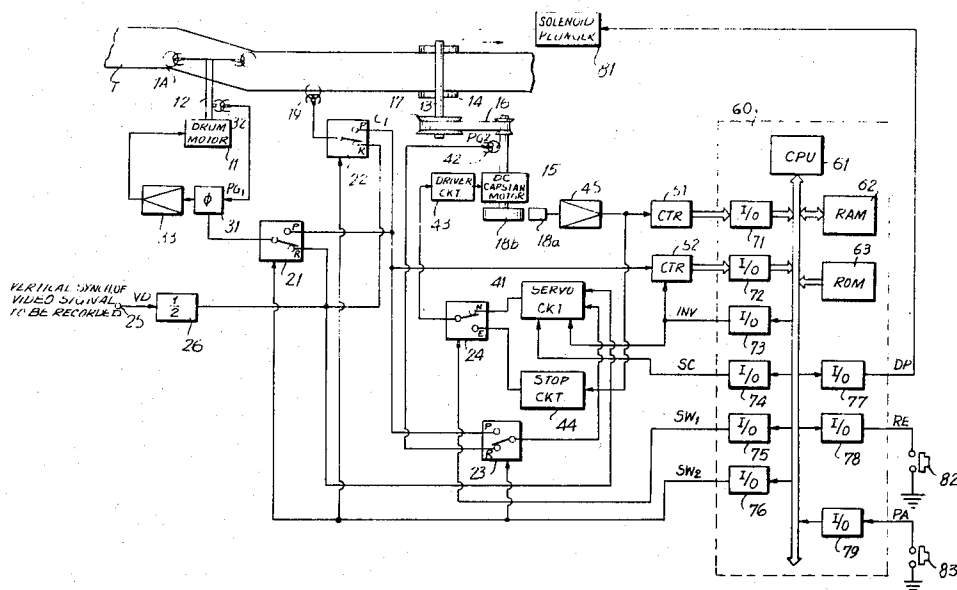 SOLENOID
PLUNGER
81
T
1A
12
32
DRUM
MOTOR
11
PG1
33
31
19
17
13
14
16
C1
P
R
22
PG2
42
15
DRIVER
CKT.
43
DC
CAPSTAN
MOTOR
18b
18a
45
51
CTR
52
CTR
60
CPU
61
I/O
71
RAM
62
I/O
72
ROM
63
P
R
21
VERTICAL SYNC. OF
VIDEO SIGNAL
TO BE RECORDED
VD
25
1/2
26
41
N
E
24
SERVO
CKT
INV
I/O
73
STOP
CKT.
44
SC
I/O
74
I/O
77
DP
P
R
23
SW1
I/O
75
I/O
78
RE
82
SW2
I/O
76
I/O
79
PA
83